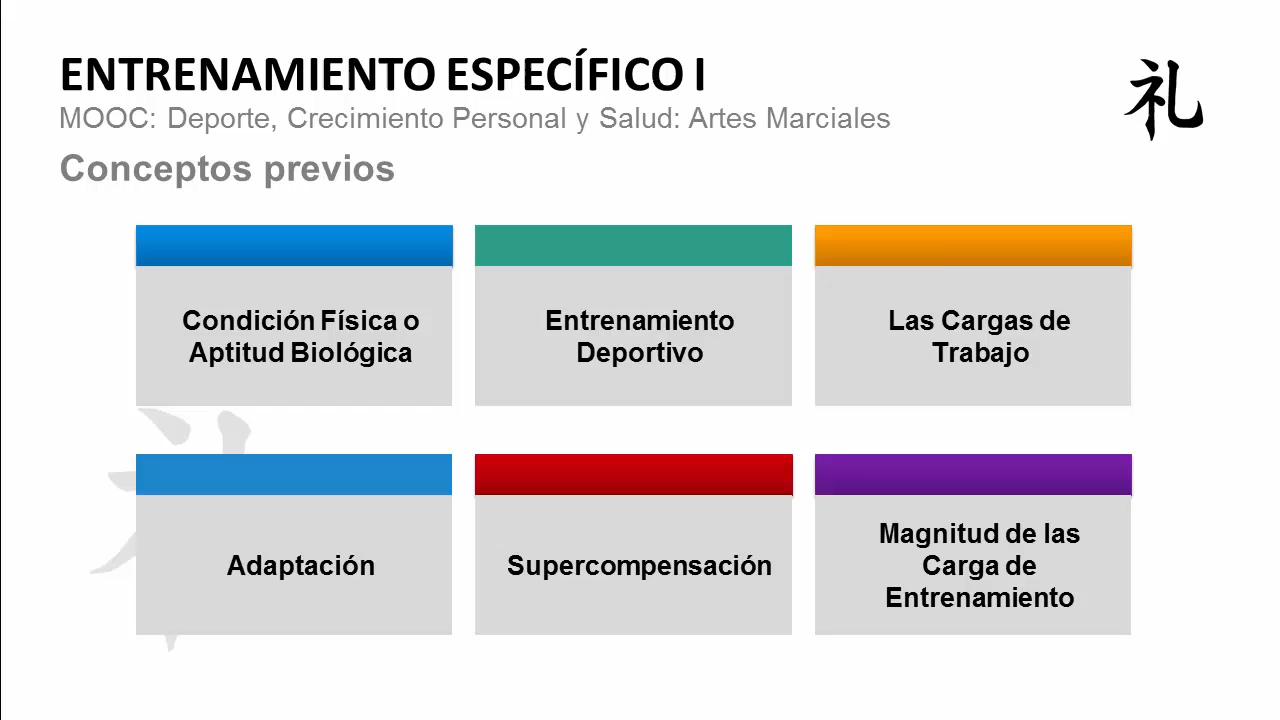 ENTRENAMIENTO ESPECÍFICO I
礼
MOOC: Deporte, Crecimiento Personal y Salud: Artes Marciales
Conceptos previos
Condición Física o
Aptitud Biológica
Entrenamiento
Deportivo
Las Cargas de
Trabajo
Adaptación
Supercompensación
Magnitud de las
Carga de
Entrenamiento